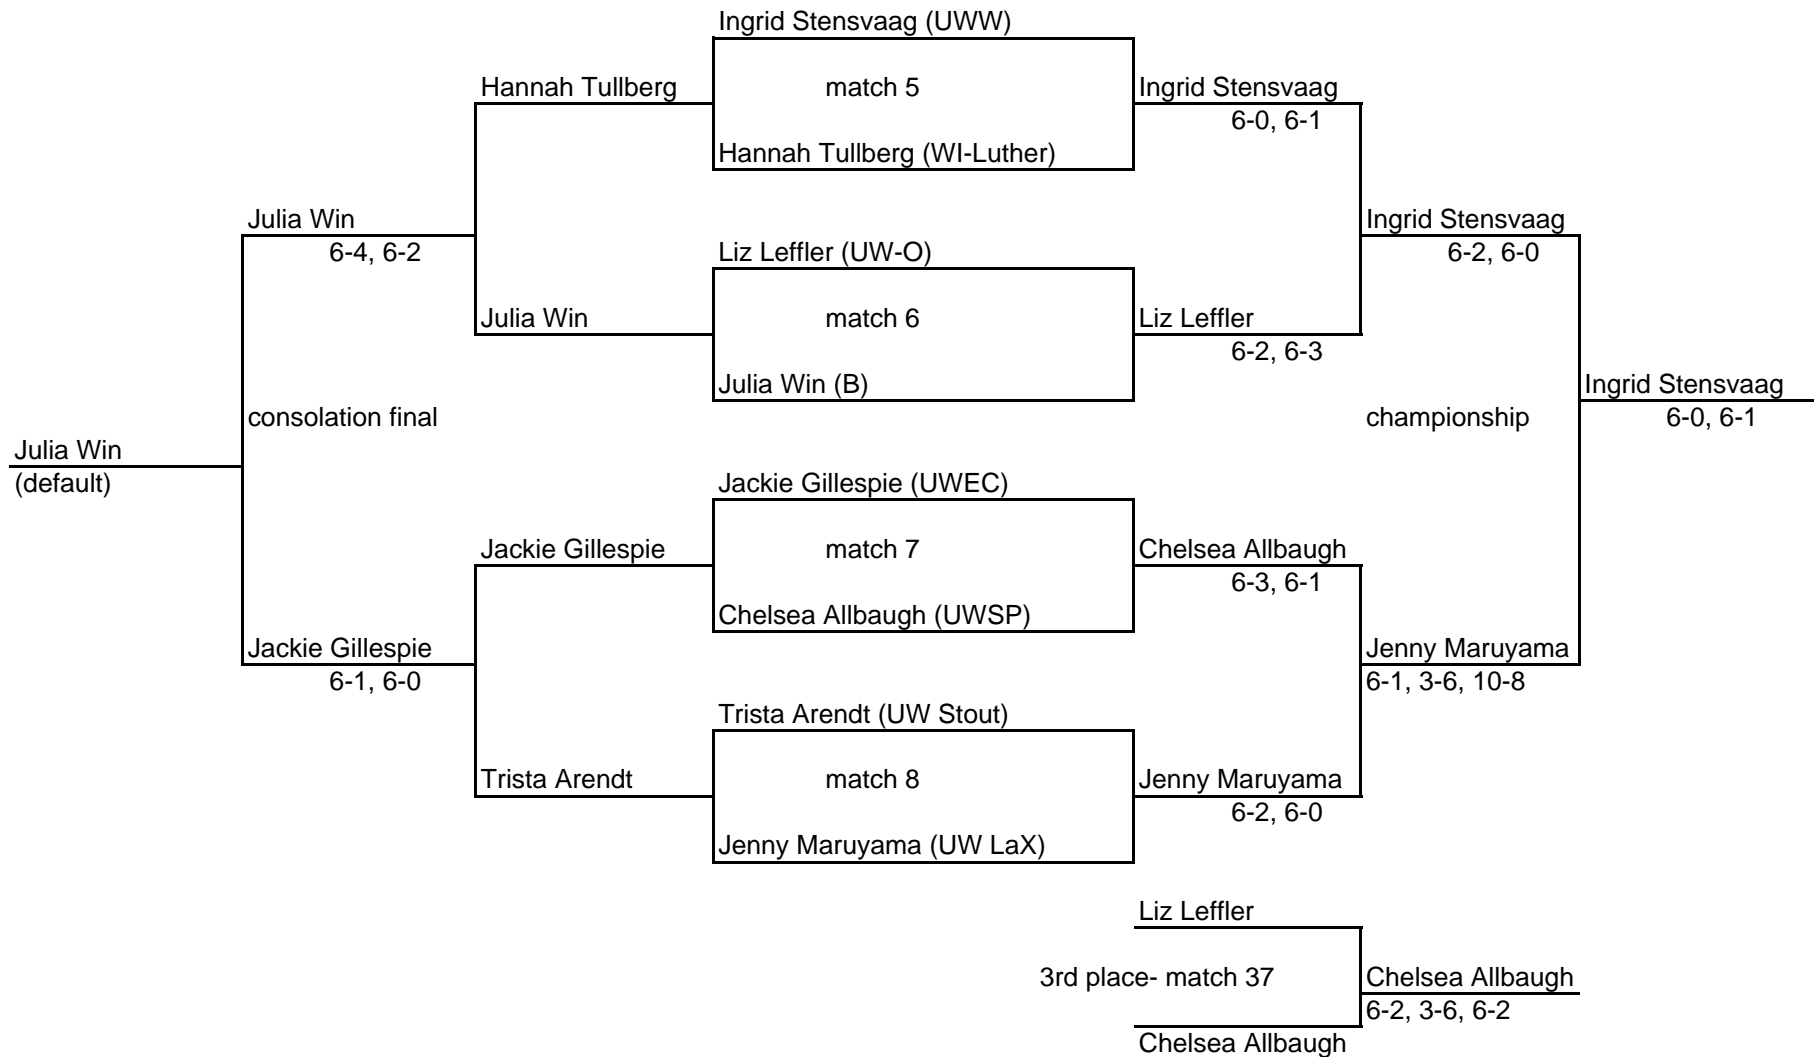 Ingrid Stensvaag (UWW)
Hannah Tullberg
match 5
Ingrid Stensvaag
6-0, 6-1
Hannah Tullberg (WI-Luther)
Julia Win
6-4, 6-2
Ingrid Stensvaag
6-2, 6-0
Liz Leffler (UW-O)
Julia Win
match 6
Liz Leffler
6-2, 6-3
Julia Win (B)
Ingrid Stensvaag
6-0, 6-1
consolation final
championship
Julia Win
(default)
Jackie Gillespie (UWEC)
Jackie Gillespie
match 7
Chelsea Allbaugh
6-3, 6-1
Chelsea Allbaugh (UWSP)
Jackie Gillespie
6-1, 6-0
Jenny Maruyama
6-1, 3-6, 10-8
Trista Arendt (UW Stout)
Trista Arendt
match 8
Jenny Maruyama
6-2, 6-0
Jenny Maruyama (UW LaX)
Liz Leffler
3rd place- match 37
Chelsea Allbaugh
6-2, 3-6, 6-2
Chelsea Allbaugh